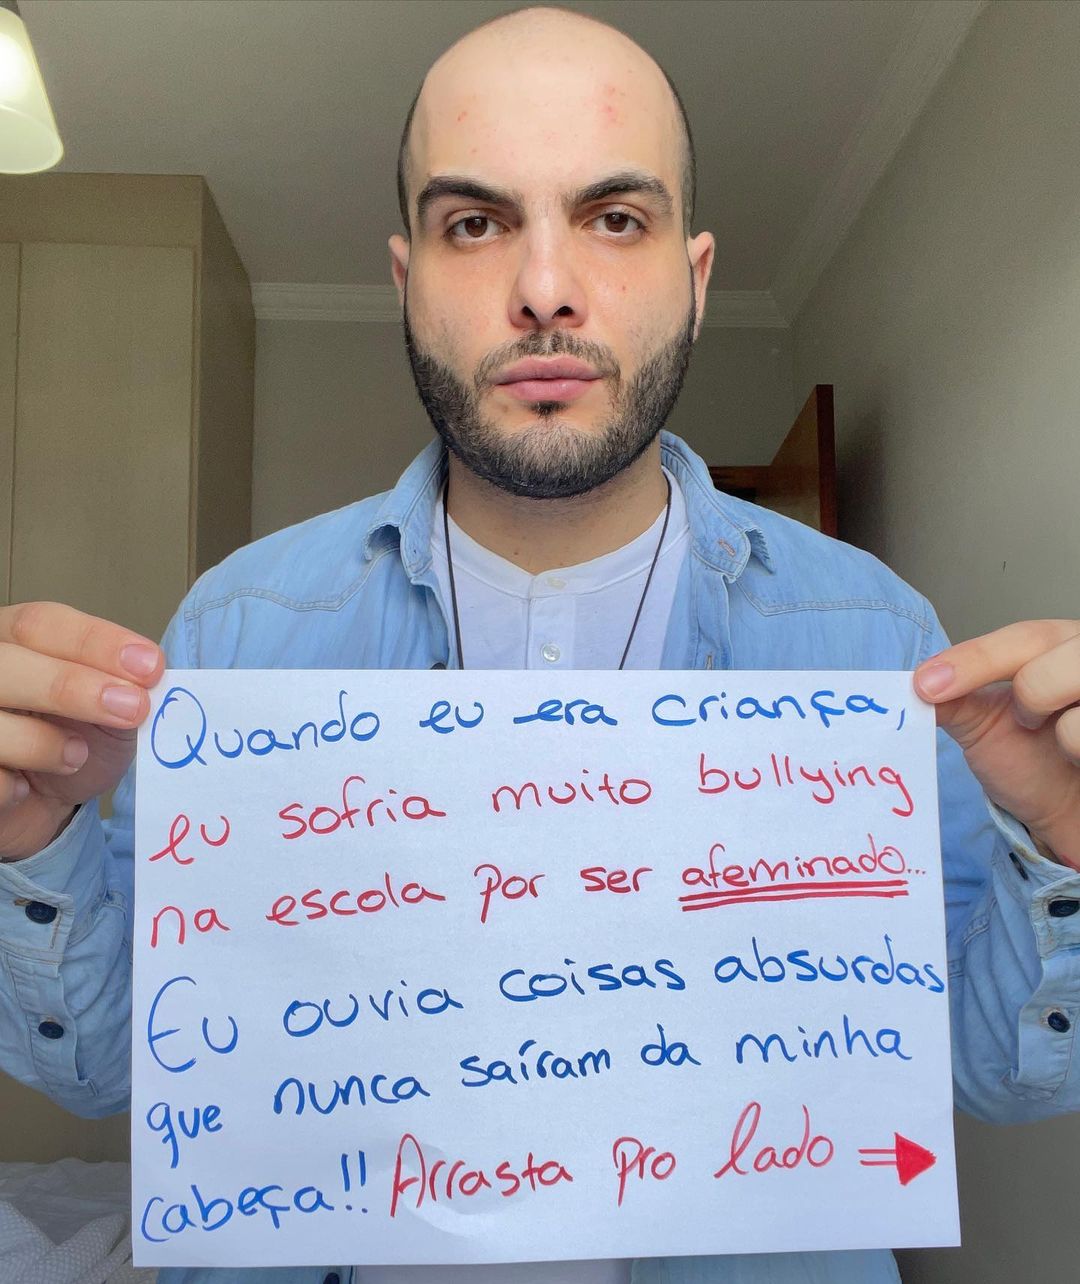 Quando eu era criança,
eu sofria muito bullying
na escola por ser afeminado...
Eu ouvia coisas absurdas
que nunca saíram da minha
cabeça!! Arrasta pro lado ⇒